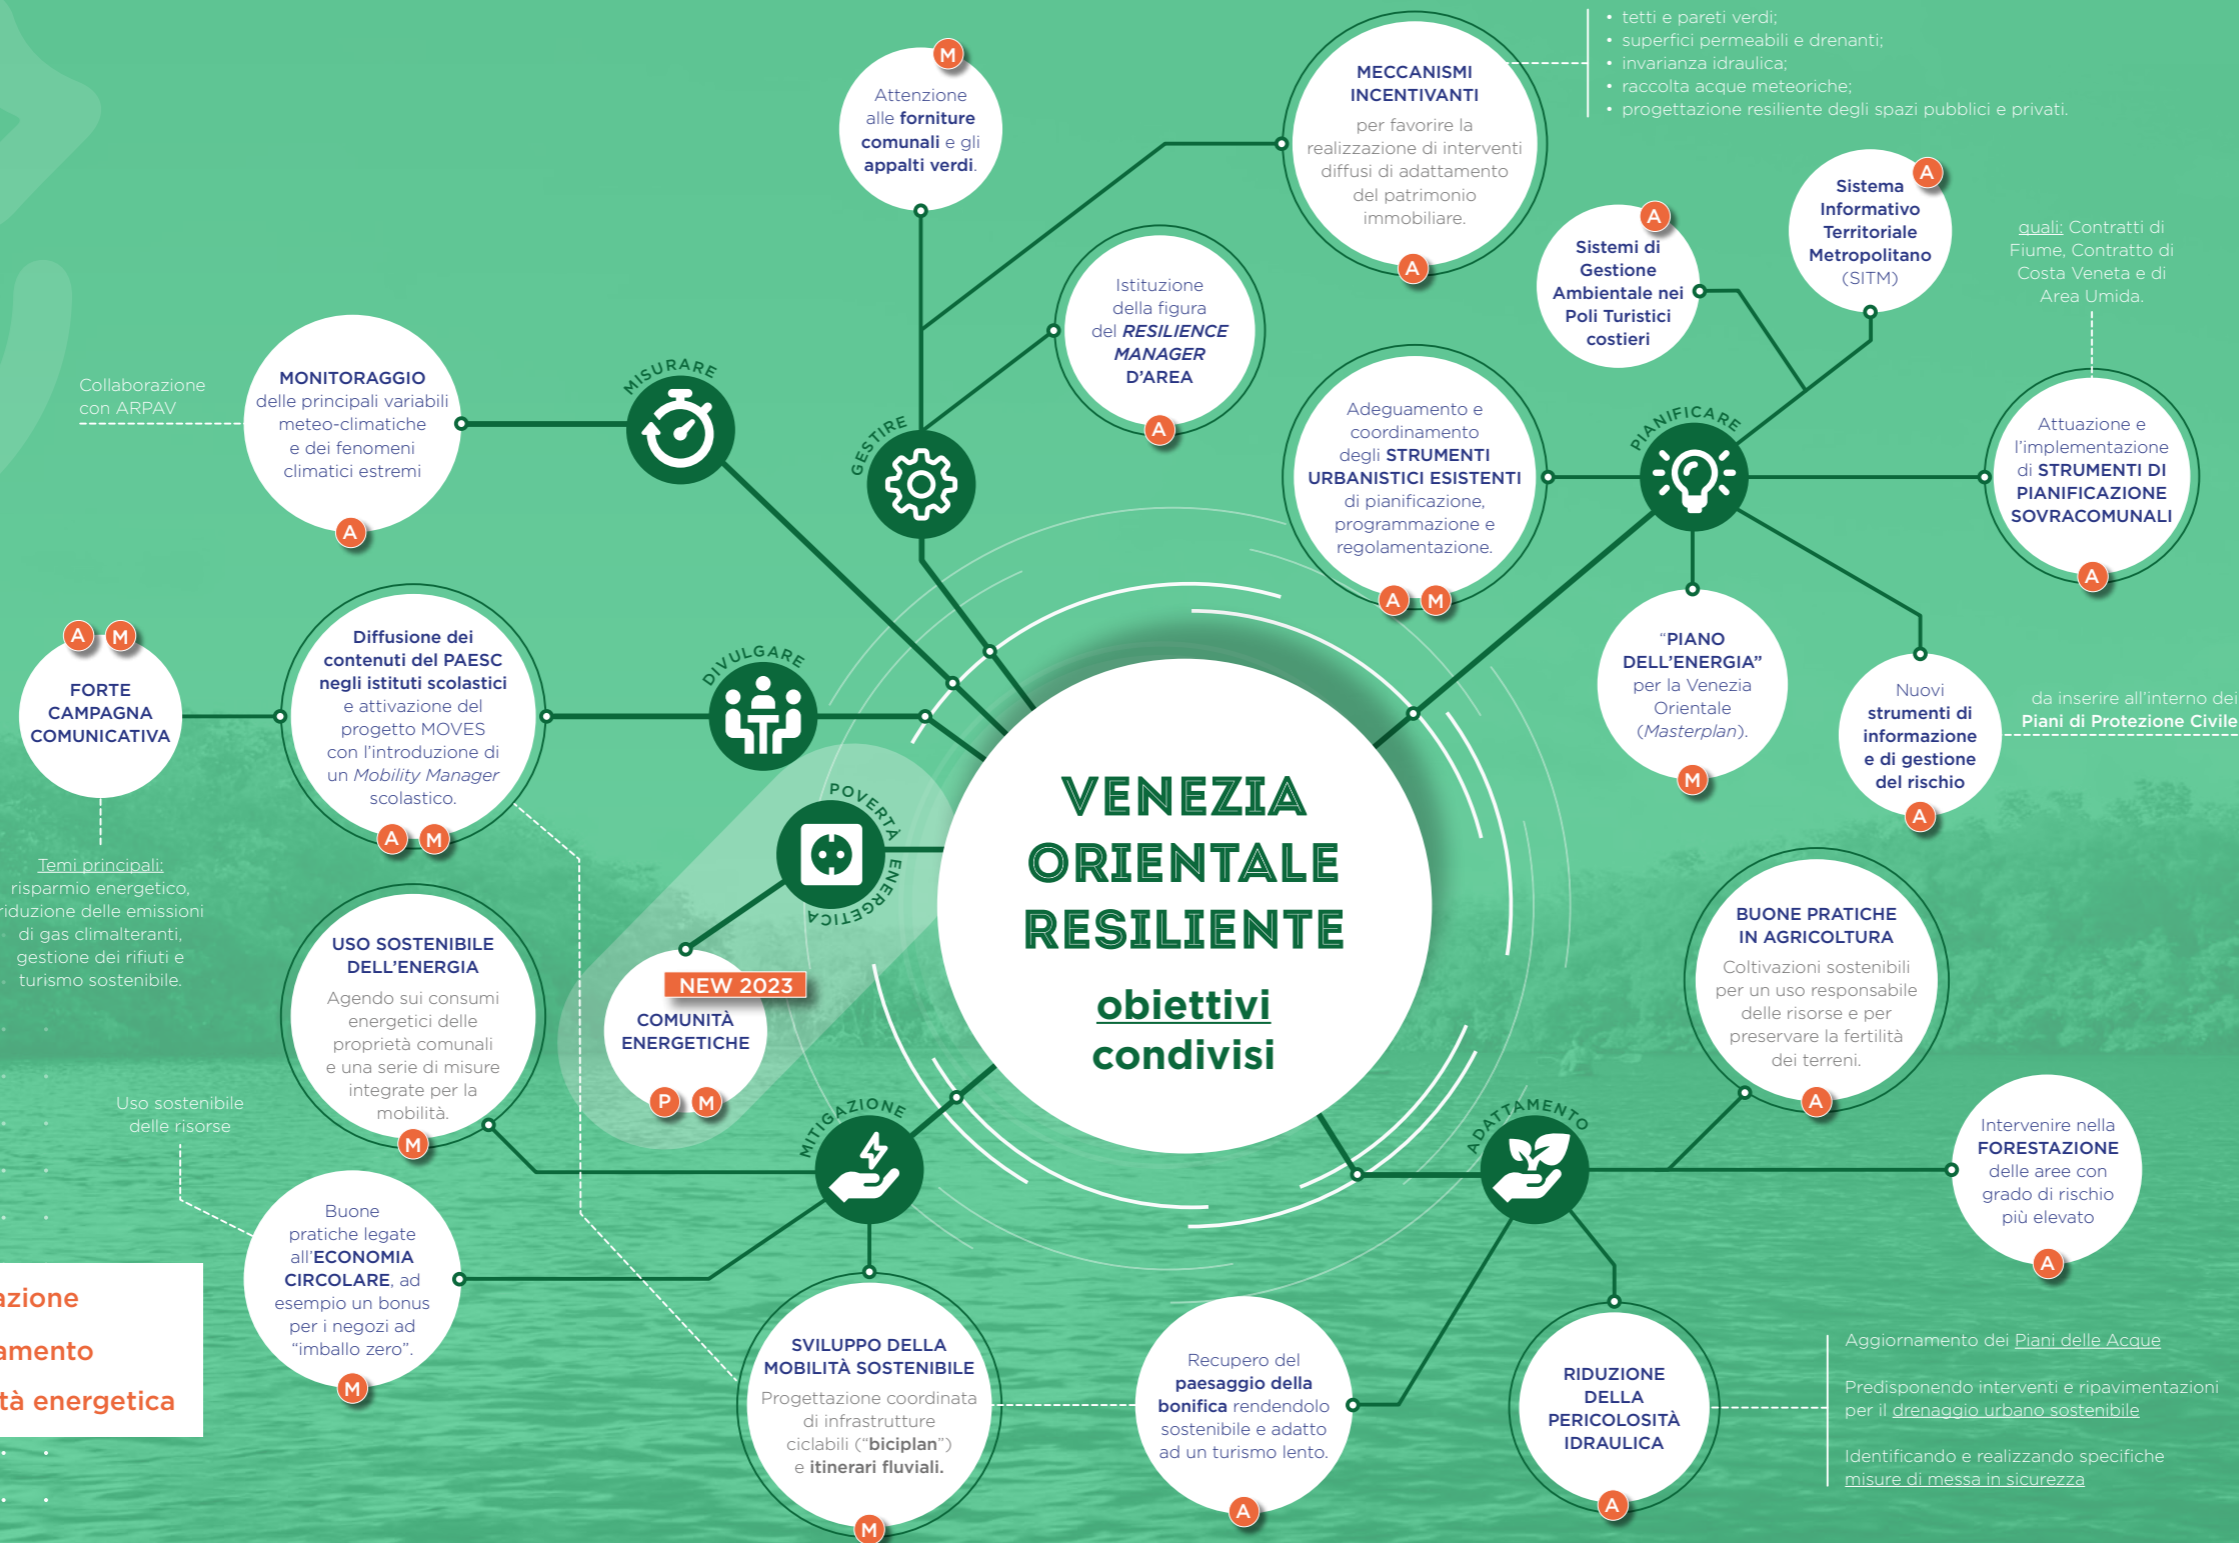 • tetti e pareti verdi;
• superfici permeabili e drenanti;
• invarianza idraulica;
• raccolta acque meteoriche;
• progettazione resiliente degli spazi pubblici e privati.
M
Attenzione
alle forniture
comunali e gli
appalti verdi.
MECCANISMI
INCENTIVANTI
per favorire la
realizzazione di interventi
diffusi di adattamento
del patrimonio
immobiliare.
A
Istituzione
della figura
del RESILIENCE
MANAGER
D'AREA
A
GESTIRE
A
Sistemi di
Gestione
Ambientale nei
Poli Turistici
costieri
A
Sistema
Informativo
Territoriale
Metropolitano
(SITM)
quali: Contratti di
Fiume, Contratto di
Costa Veneta e di
Area Umida.
Attuazione e
l'implementazione
di STRUMENTI DI
PIANIFICAZIONE
SOVRACOMUNALI
A
PIANIFICARE
Adeguamento e
coordinamento
degli STRUMENTI
URBANISTICI ESISTENTI
di pianificazione,
programmazione e
regolamentazione.
A M
"PIANO
DELL'ENERGIA"
per la Venezia
Orientale
(Masterplan).
M
Nuovi
strumenti di
informazione
e di gestione
del rischio
A
da inserire all'interno dei
Piani di Protezione Civile
Collaborazione
con ARPAV
MONITORAGGIO
delle principali variabili
meteo-climatiche
e dei fenomeni
climatici estremi
A
MISURARE
A M
FORTE
CAMPAGNA
COMUNICATIVA
Temi principali:
risparmio energetico,
riduzione delle emissioni
di gas climalteranti,
gestione dei rifiuti e
turismo sostenibile.
Diffusione dei
contenuti del PAESC
negli istituti scolastici
e attivazione del
progetto MOVES
con l'introduzione di
un Mobility Manager
scolastico.
A M
DIVULGARE
POVERTÀ ENERGETICA
NEW 2023
COMUNITÀ
ENERGETICHE
P M
VENEZIA
ORIENTALE
RESILIENTE
obiettivi
condivisi
USO SOSTENIBILE
DELL'ENERGIA
Agendo sui consumi
energetici delle
proprietà comunali
e una serie di misure
integrate per la
mobilità.
M
MITIGAZIONE
Uso sostenibile
delle risorse
Buone
pratiche legate
all'ECONOMIA
CIRCOLARE, ad
esempio un bonus
per i negozi ad
"imballo zero".
M
SVILUPPO DELLA
MOBILITÀ SOSTENIBILE
Progettazione coordinata
di infrastrutture
ciclabili ("biciplan")
e itinerari fluviali.
M
ADATTAMENTO
BUONE PRATICHE
IN AGRICOLTURA
Coltivazioni sostenibili
per un uso responsabile
delle risorse e per
preservare la fertilità
dei terreni.
A
Intervenire nella
FORESTAZIONE
delle aree con
grado di rischio
più elevato
A
Recupero del
paesaggio della
bonifica rendendolo
sostenibile e adatto
ad un turismo lento.
A
RIDUZIONE
DELLA
PERICOLOSITÀ
IDRAULICA
A
Aggiornamento dei Piani delle Acque
Predisponendo interventi e ripavimentazioni
per il drenaggio urbano sostenibile
Identificando e realizzando specifiche
misure di messa in sicurezza
azione
amento
tà energetica